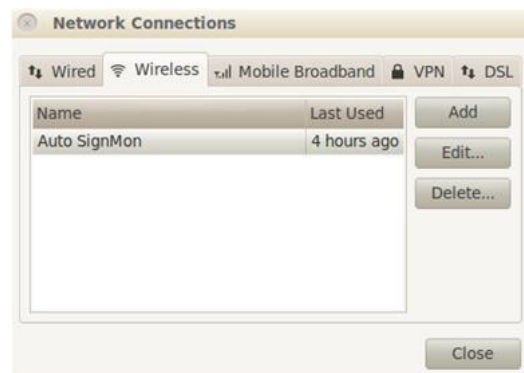 Network Connections
Wired Wireless Mobile Broadband VPN DSL
Name Last Used Add
Auto SignMon 4 hours ago
Edit...
Delete...
Close